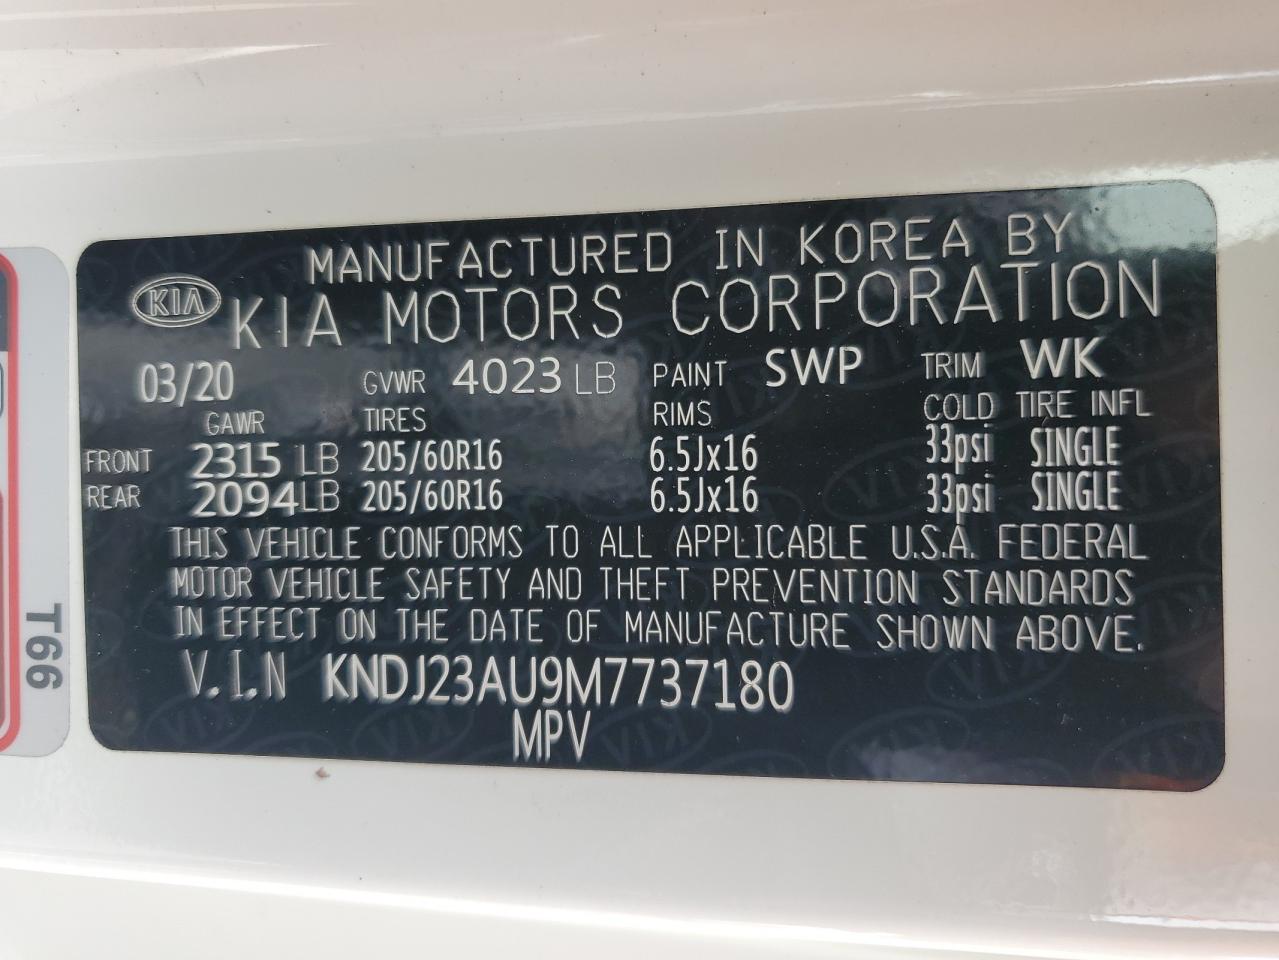 MANUFACTURED IN KOREA BY
KIA KIA MOTORS CORPORATION
03/20 GVWR 4023 LB PAINT SWP TRIM WK
GAWR TIRES RIMS COLD TIRE INFL
FRONT 2315 LB 205/60R16 6.5Jx16 33psi SINGLE
REAR 2094LB 205/60R16 6.5Jx16 33psi SINGLE
THIS VEHICLE CONFORMS TO ALL APPLICABLE U.S.A. FEDERAL
MOTOR VEHICLE SAFETY AND THEFT PREVENTION STANDARDS
IN EFFECT ON THE DATE OF MANUFACTURE SHOWN ABOVE.
V.I.N KNDJ23AU9M7737180
MPV
T66